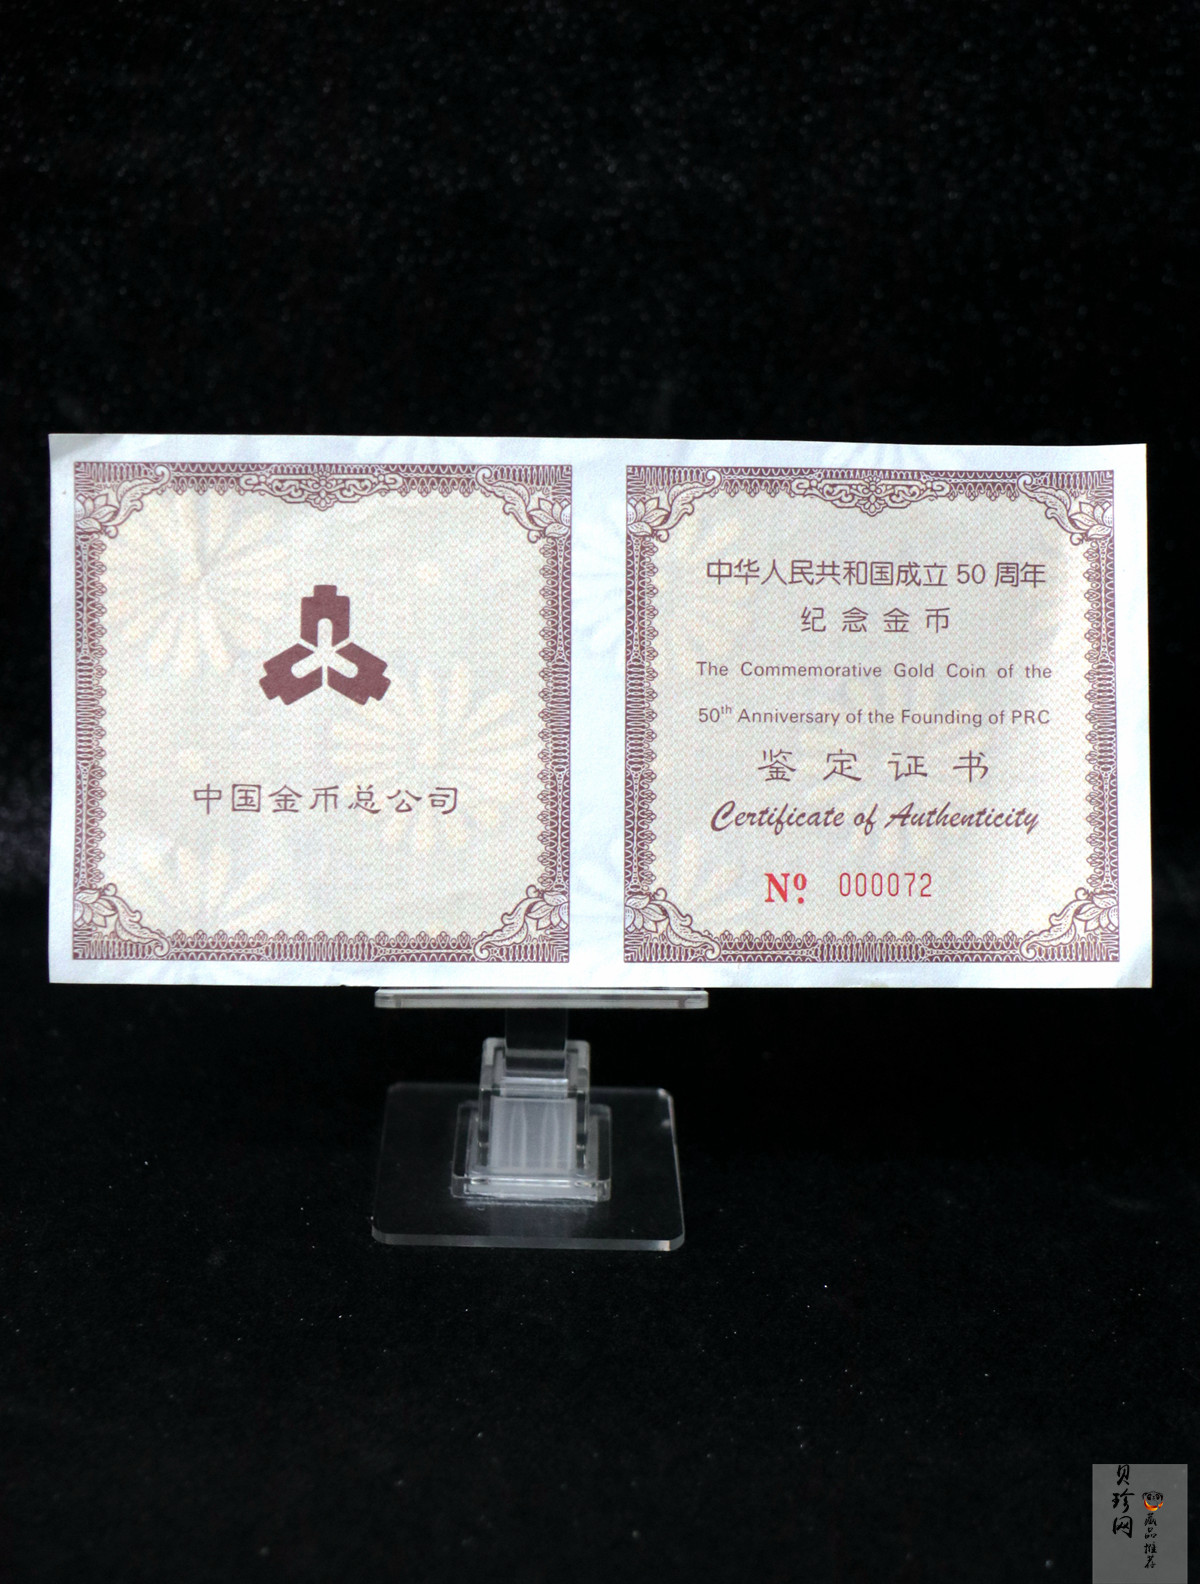 中国金币总公司
中华人民共和国成立50周年
纪念金币
The Commemorative Gold Coin of the
50th Anniversary of the Founding of PRC
鉴定证书
Certificate of Authenticity
Nº. 000072
贝珍网
藏品推荐